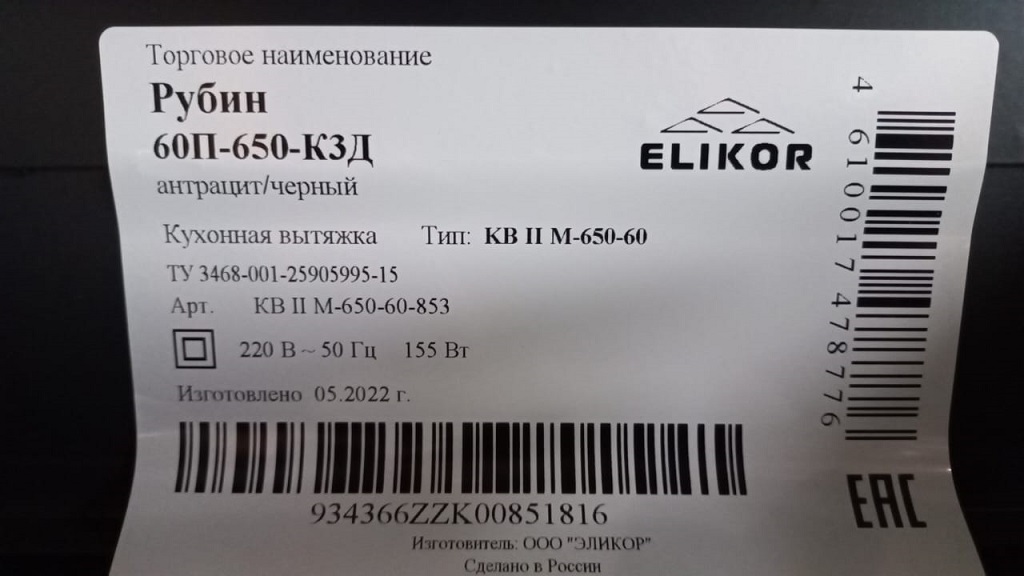 Торговое наименование
Рубин
60П-650-К3Д
антрацит/черный
ELIKOR
Кухонная вытяжка Тип: КВ II М-650-60
ТУ 3468-001-25905995-15
Арт. КВ II М-650-60-853
220 В ~ 50 Гц 155 Вт
Изготовлено 05.2022 г.
934366ZZK00851816
Изготовитель: ООО "ЭЛИКОР"
Сделано в России
4 610017 478776
EAC